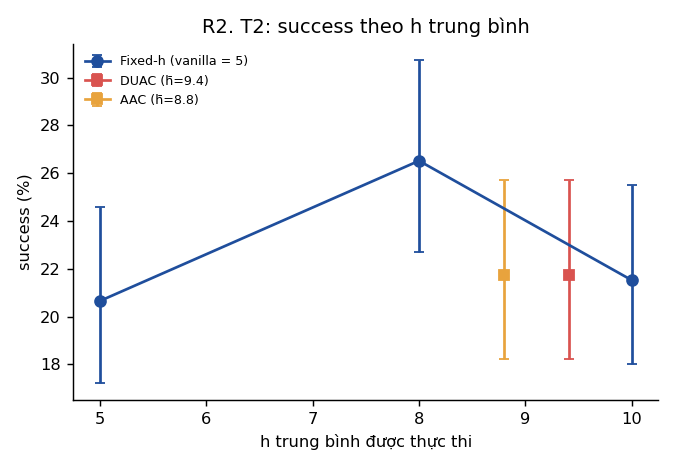 R2. T2: success theo h trung bình
Fixed-h (vanilla = 5)
DUAC (h̄=9.4)
AAC (h̄=8.8)
success (%)
30
28
26
24
22
20
18
5 6 7 8 9 10
h trung bình được thực thi